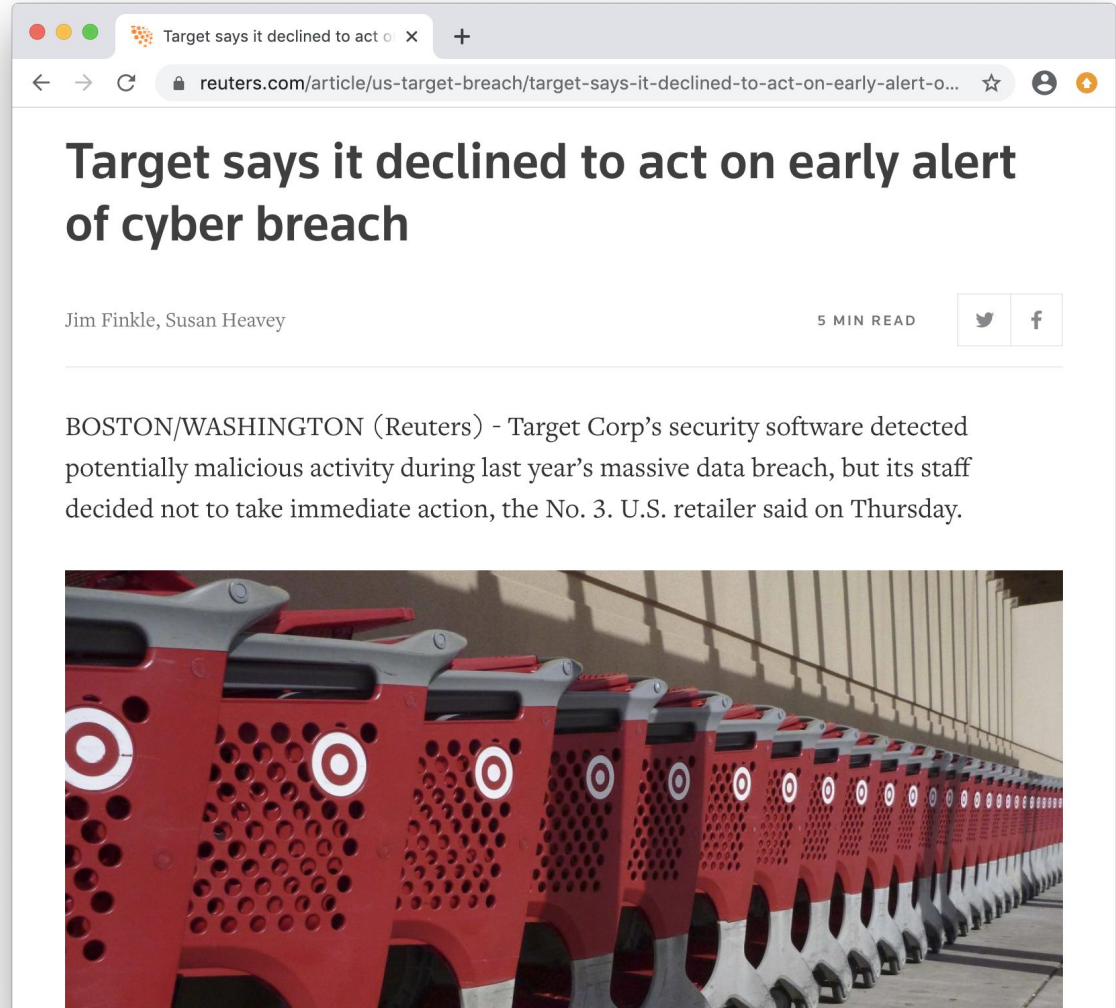 Target says it declined to act o
reuters.com/article/us-target-breach/target-says-it-declined-to-act-on-early-alert-o...
Target says it declined to act on early alert
of cyber breach
Jim Finkle, Susan Heavey
5 MIN READ
BOSTON/WASHINGTON (Reuters) - Target Corp’s security software detected
potentially malicious activity during last year’s massive data breach, but its staff
decided not to take immediate action, the No. 3. U.S. retailer said on Thursday.